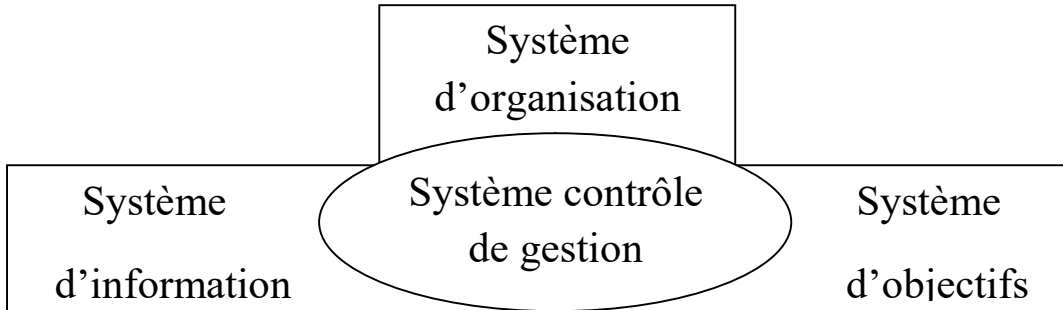 Système
d’organisation
Système
d’information
Système contrôle
de gestion
Système
d’objectifs